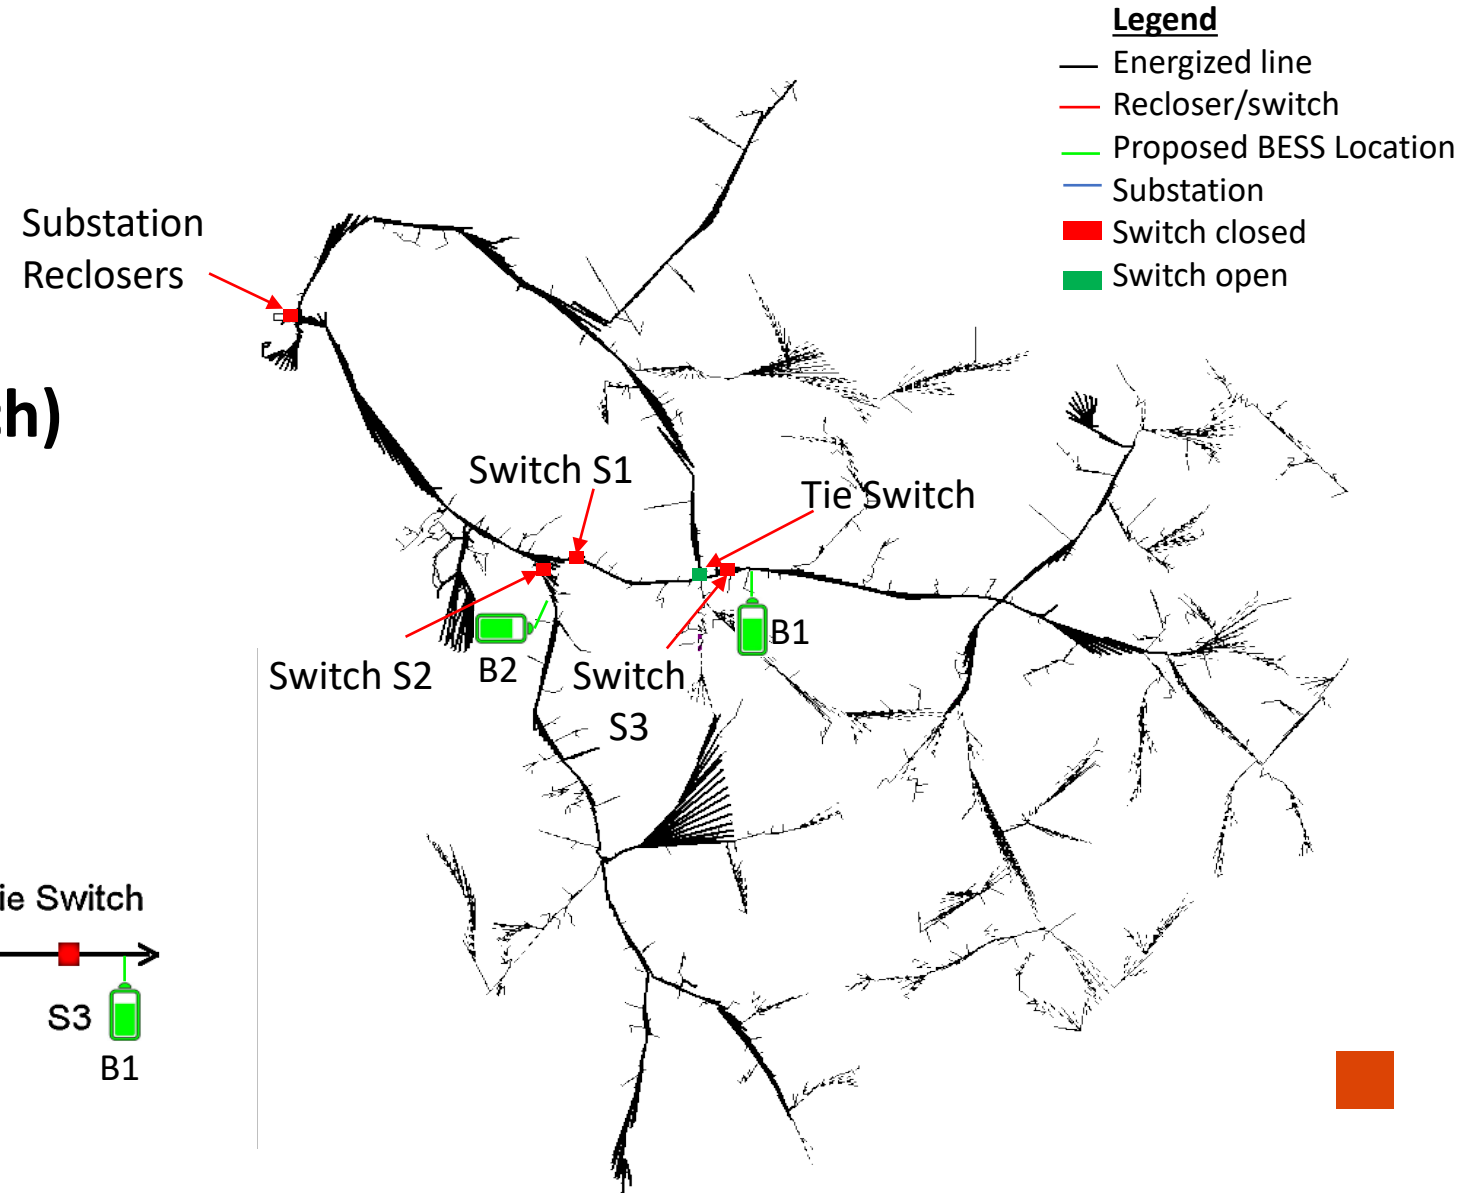 Legend
Energized line
Recloser/switch
Proposed BESS Location
Substation
Switch closed
Switch open
Substation
Reclosers
Switch S1
Tie Switch
B1
Switch S2
B2
Switch
S3
Switch
S3
B1